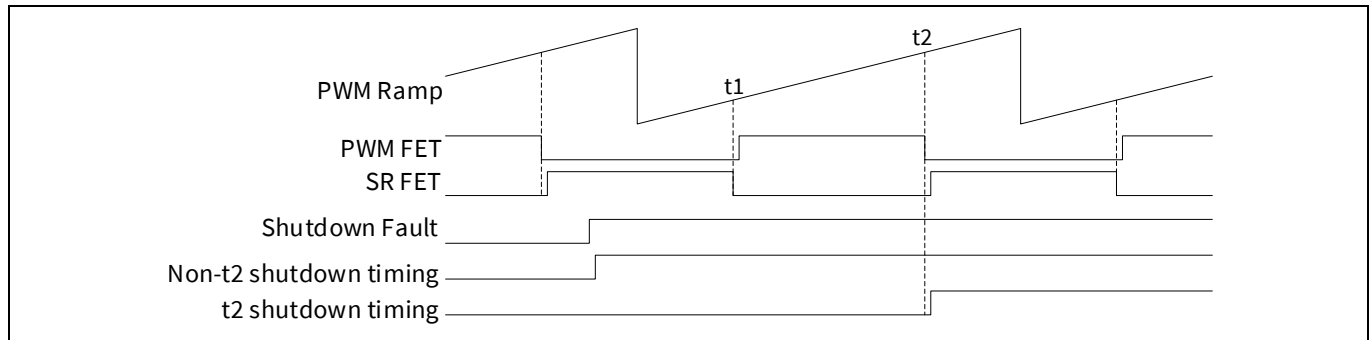 t2
t1
PWM Ramp
PWM FET
SR FET
Shutdown Fault
Non-t2 shutdown timing
t2 shutdown timing